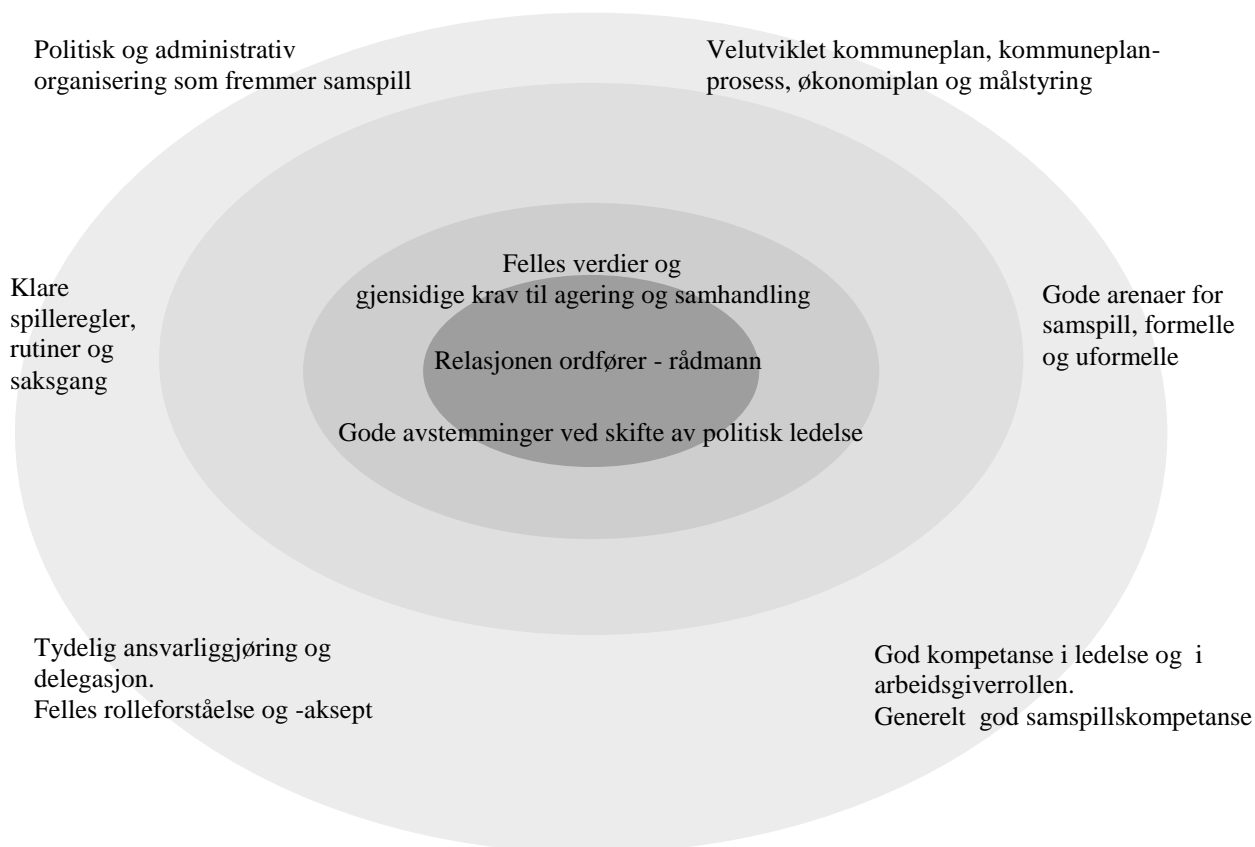 Politisk og administrativ
organisering som fremmer samspill
Velutviklet kommuneplan, kommuneplan-
prosess, økonomiplan og målstyring
Felles verdier og
gjensidige krav til agering og samhandling
Klare
spilleregler,
rutiner og
saksgang
Gode arenaer for
samspill, formelle
og uformelle
Relasjonen ordfører - rådmann
Gode avstemminger ved skifte av politisk ledelse
Tydelig ansvarliggjøring og
delegasjon.
Felles rolleforståelse og -aksept
God kompetanse i ledelse og  i
arbeidsgiverrollen.
Generelt  god samspillskompetanse